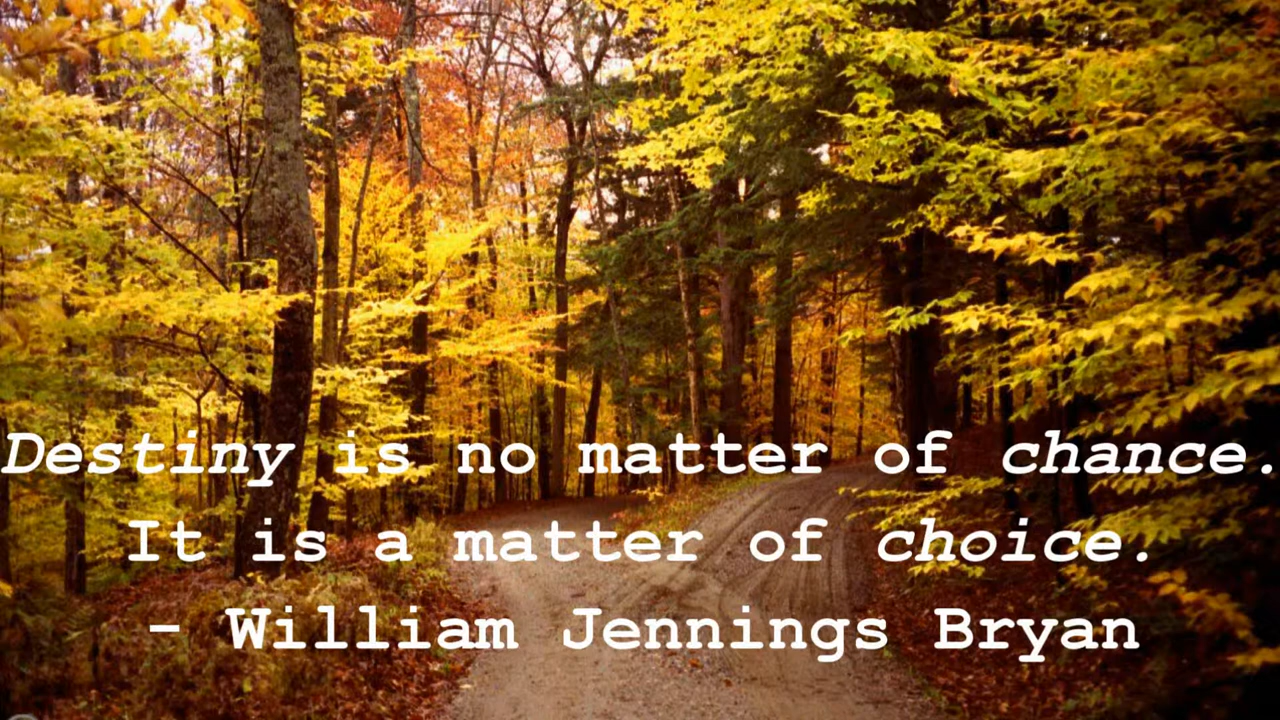 Destiny is no matter of chance.
It is a matter of choice.
- William Jennings Bryan